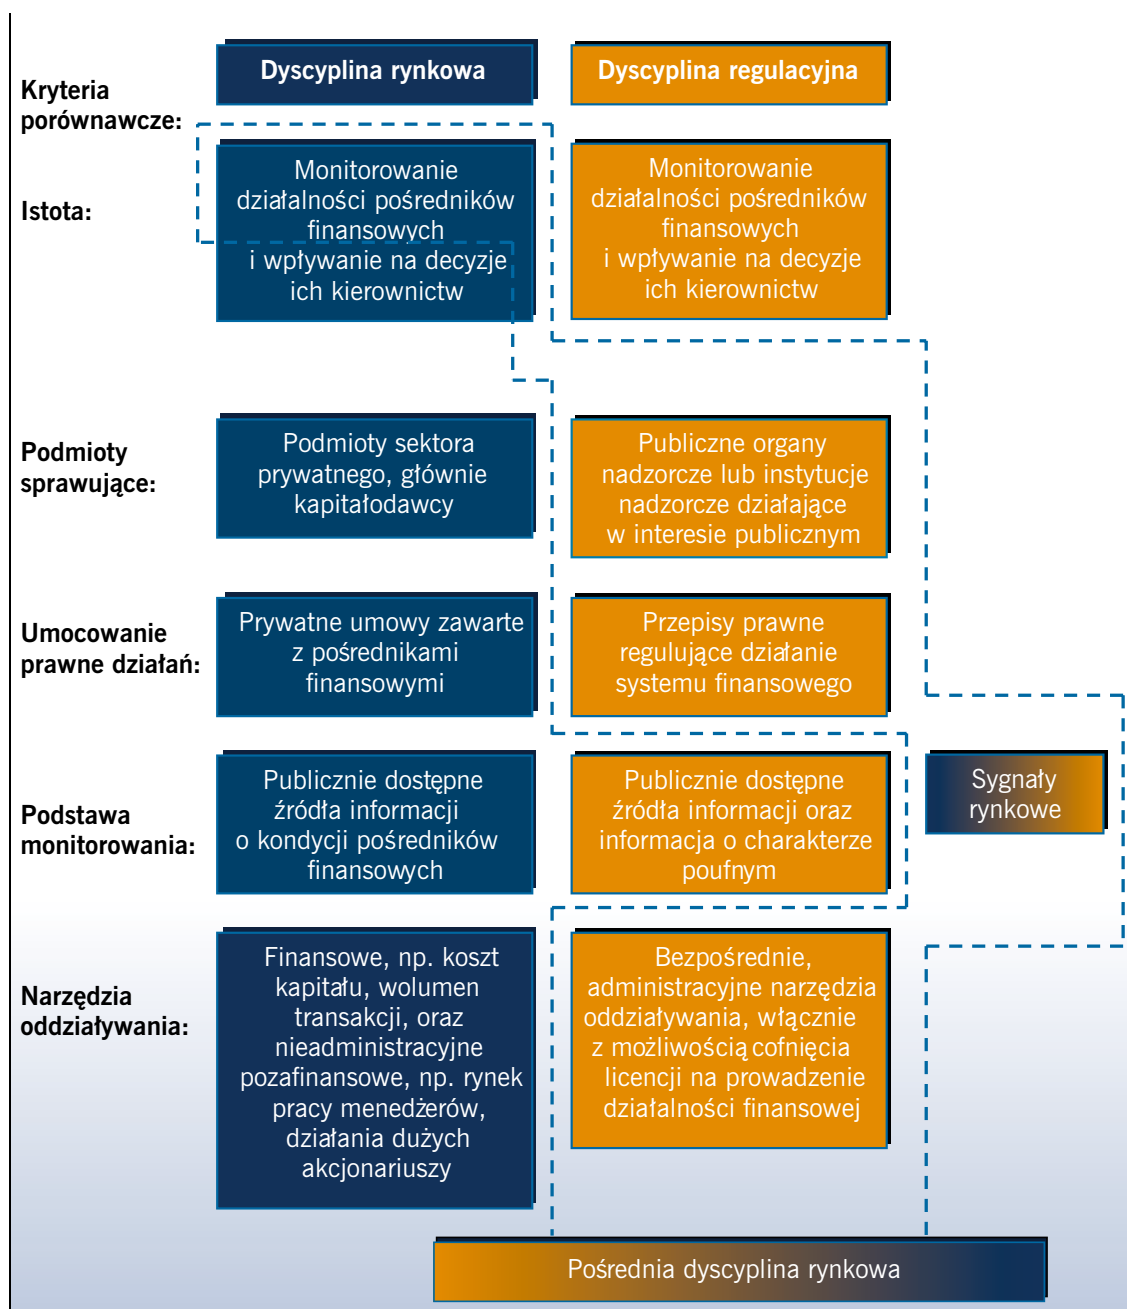 Dyscyplina rynkowa
Dyscyplina regulacyjna
Kryteria
porównawcze:
Istota:
Monitorowanie
działalności pośredników
finansowych
i wpływanie na decyzje
ich kierownictw
Monitorowanie
działalności pośredników
finansowych
i wpływanie na decyzje
ich kierownictw
Podmioty
sprawujące:
Podmioty sektora
prywatnego, głównie
kapitałodawcy
Publiczne organy
nadzorcze lub instytucje
nadzorcze działające
w interesie publicznym
Umocowanie
prawne działań:
Prywatne umowy zawarte
z pośrednikami
finansowymi
Przepisy prawne
regulujące działanie
systemu finansowego
Podstawa
monitorowania:
Publicznie dostępne
źródła informacji
o kondycji pośredników
finansowych
Publicznie dostępne
źródła informacji oraz
informacja o charakterze
poufnym
Sygnały
rynkowe
Narzędzia
oddziaływania:
Finansowe, np. koszt
kapitału, wolumen
transakcji, oraz
nieadministracyjne
pozafinansowe, np. rynek
pracy menedżerów,
działania dużych
akcjonariuszy
Bezpośrednie,
administracyjne narzędzia
oddziaływania, włącznie
z możliwością cofnięcia
licencji na prowadzenie
działalności finansowej
Pośrednia dyscyplina rynkowa